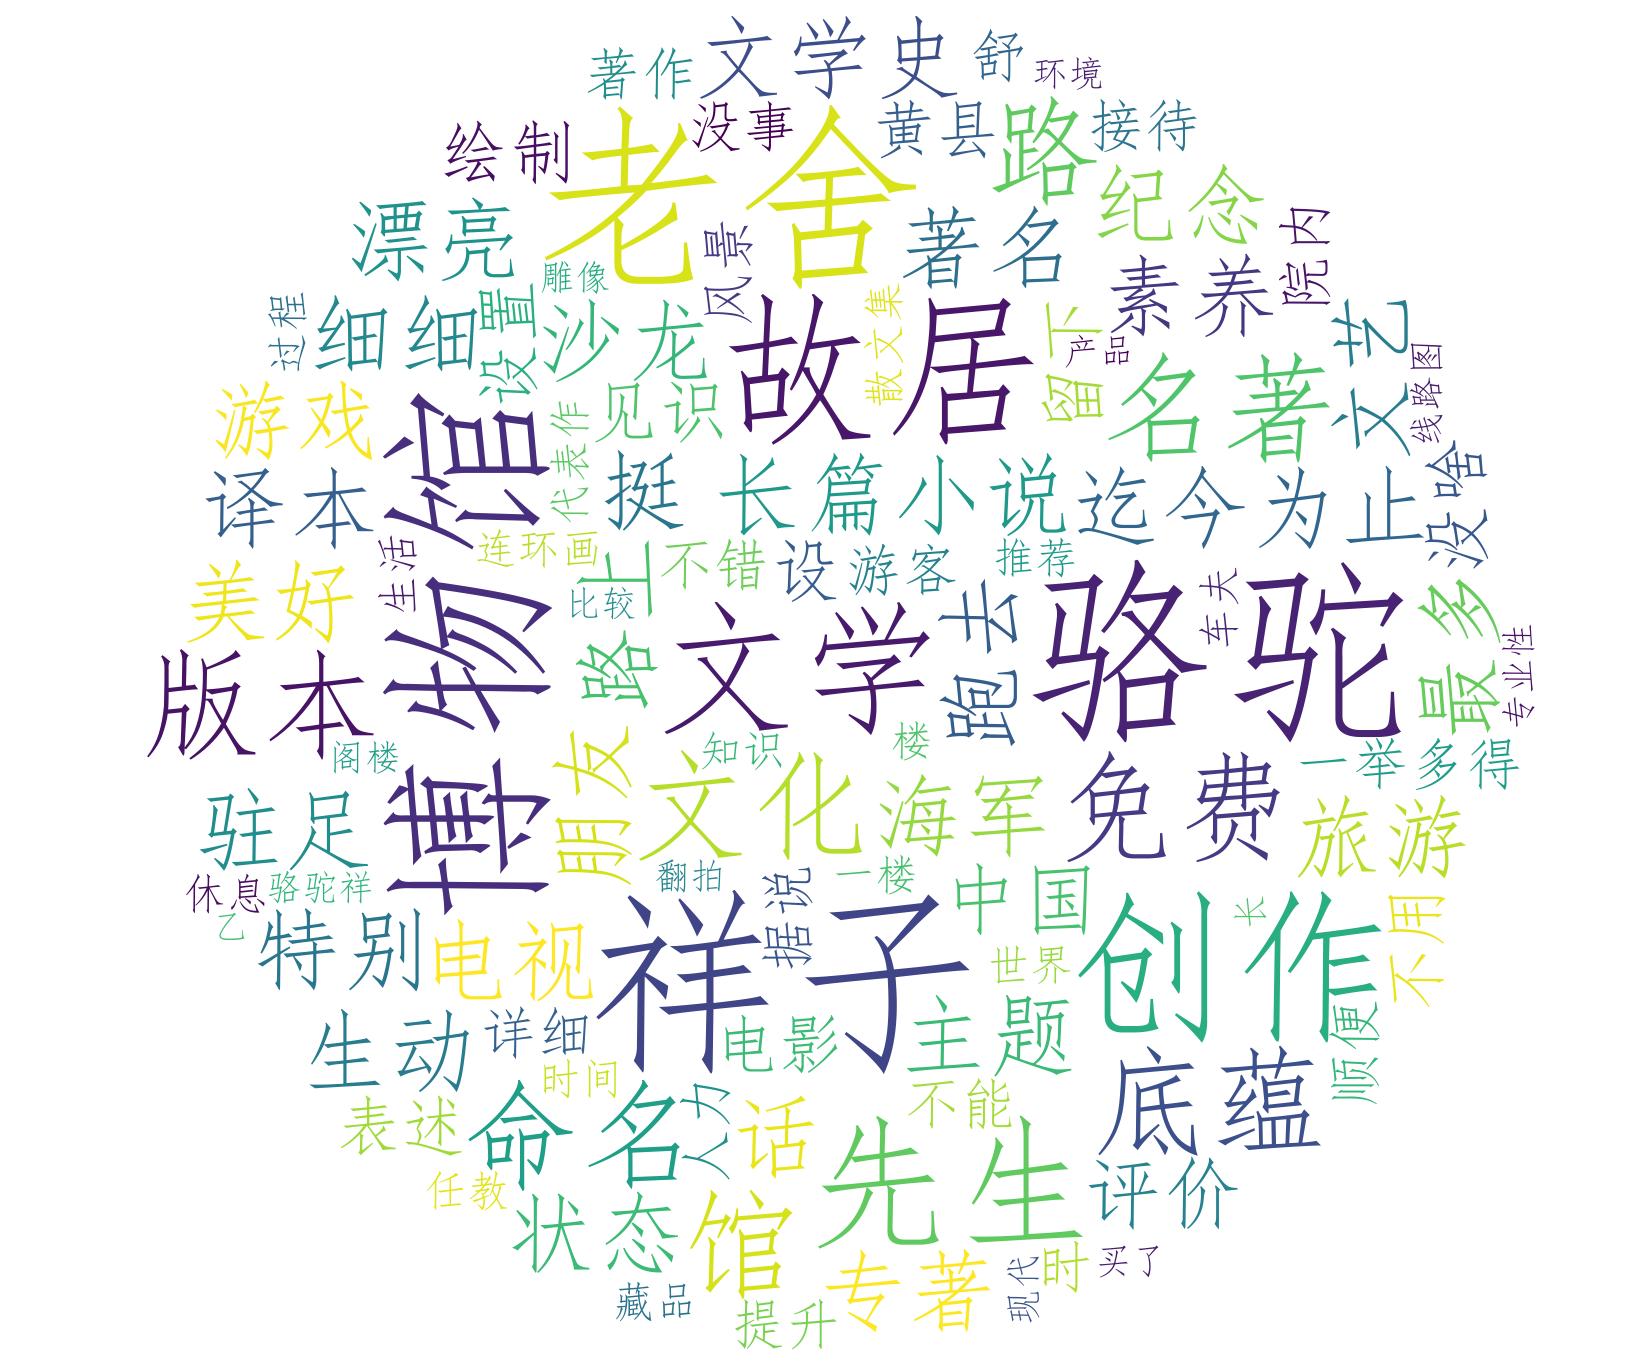 著作
文学史
舒
环境
绘制
老舍
没事
黄县
路
接待
漂亮
风景
著名
纪念
院内
雕像
素养
过程
细细
设置
沙龙
故居
散文集
留下
产品
文艺
线路图
游戏
博物馆
代表作
见识
名著
译本
挺
长篇小说
迄今为止
没啥
美好
生活
连环画
路上
不错
比较
设
游客
推荐
跑去
骆驼
车夫
最多
专业性
版本
文学
阁楼
朋友
知识
楼
文化
海军
免费
一举多得
驻足
旅游
休息
骆驼祥
乙
翻拍
据说
一楼
中国
长
不用
特别
电视
祥子
世界
创作
生动
详细
电影
主题
顺便
时间
表述
命名
人力
话
不能
底蕴
任教
先生
评价
状态
馆
专著
现代
时
买了
藏品
提升